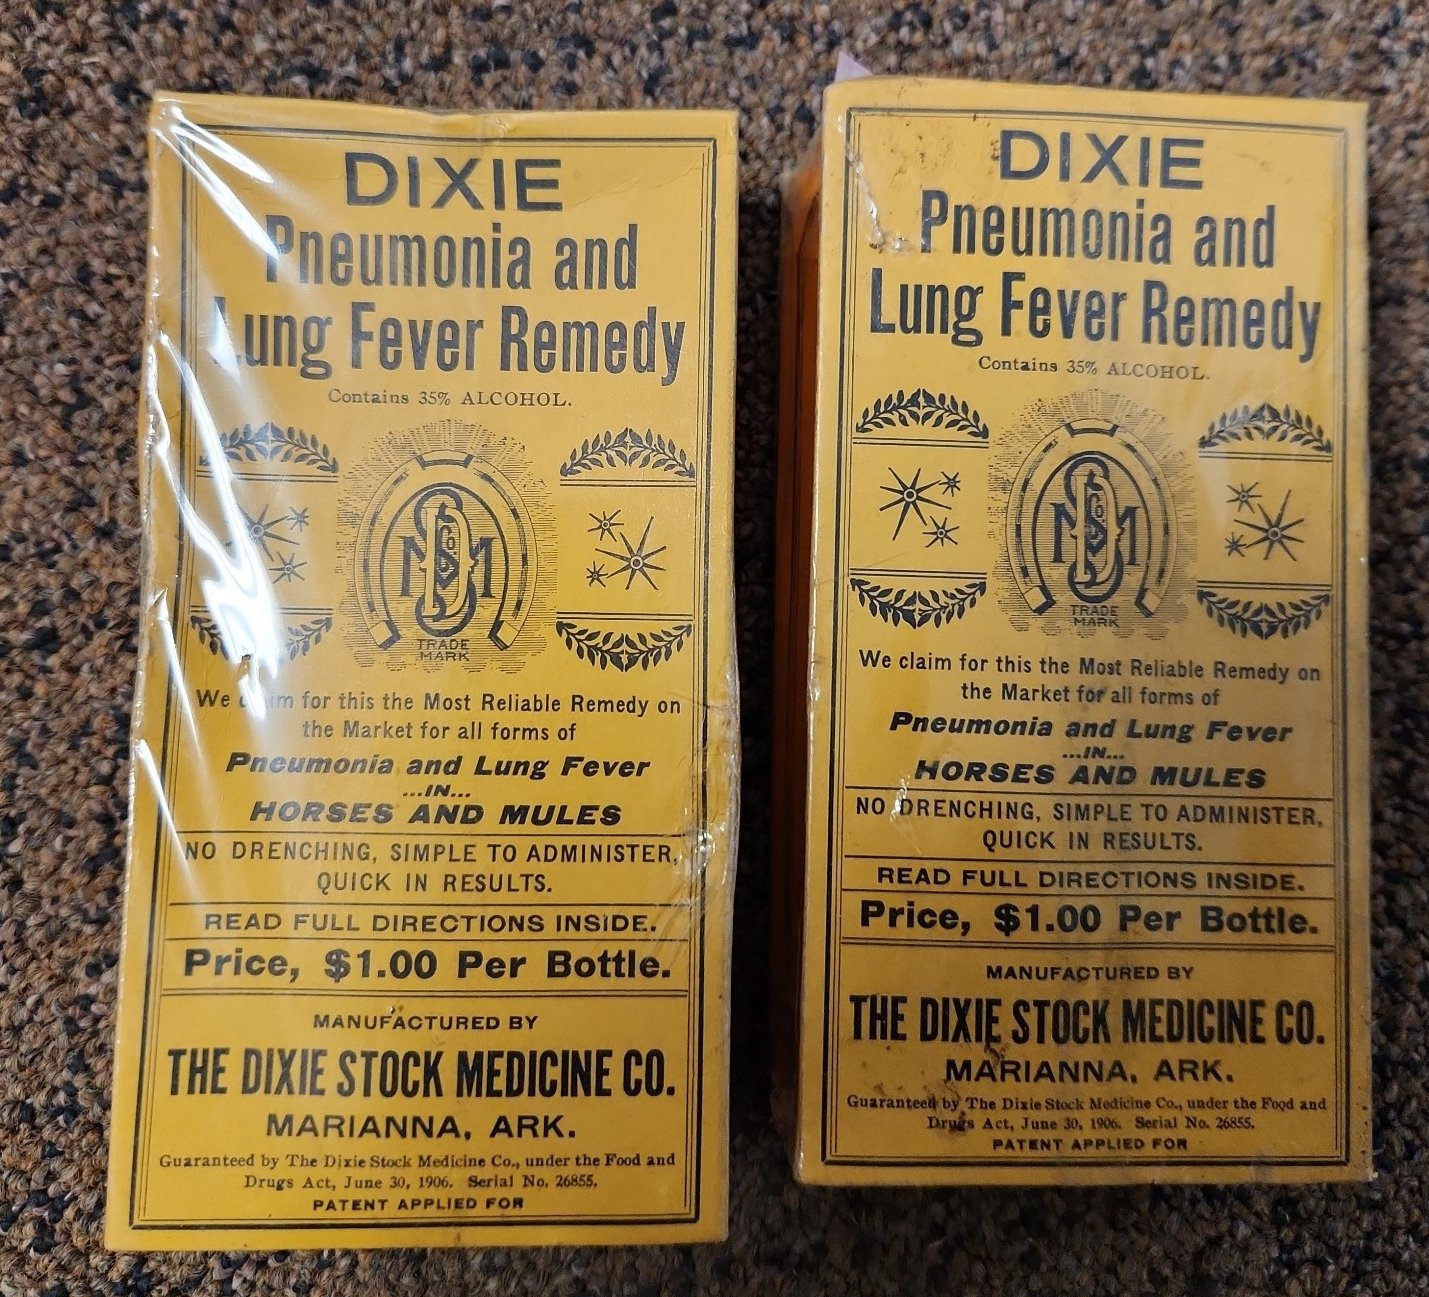 DIXIE
Pneumonia and
Lung Fever Remedy
Contains 35% ALCOHOL.
DSMCo
TRADE
MARK
We claim for this the Most Reliable Remedy on
the Market for all forms of
Pneumonia and Lung Fever
...IN...
HORSES AND MULES
NO DRENCHING, SIMPLE TO ADMINISTER,
QUICK IN RESULTS.
READ FULL DIRECTIONS INSIDE.
Price, $1.00 Per Bottle.
MANUFACTURED BY
THE DIXIE STOCK MEDICINE CO.
MARIANNA, ARK.
Guaranteed by The Dixie Stock Medicine Co., under the Food and
Drugs Act, June 30, 1906. Serial No. 26855.
PATENT APPLIED FOR
DIXIE
Pneumonia and
Lung Fever Remedy
Contains 35% ALCOHOL.
DSMCo
TRADE
MARK
We claim for this the Most Reliable Remedy on
the Market for all forms of
Pneumonia and Lung Fever
...IN...
HORSES AND MULES
NO DRENCHING, SIMPLE TO ADMINISTER,
QUICK IN RESULTS.
READ FULL DIRECTIONS INSIDE.
Price, $1.00 Per Bottle.
MANUFACTURED BY
THE DIXIE STOCK MEDICINE CO.
MARIANNA, ARK.
Guaranteed by The Dixie Stock Medicine Co., under the Food and
Drugs Act, June 30, 1906. Serial No. 26855.
PATENT APPLIED FOR